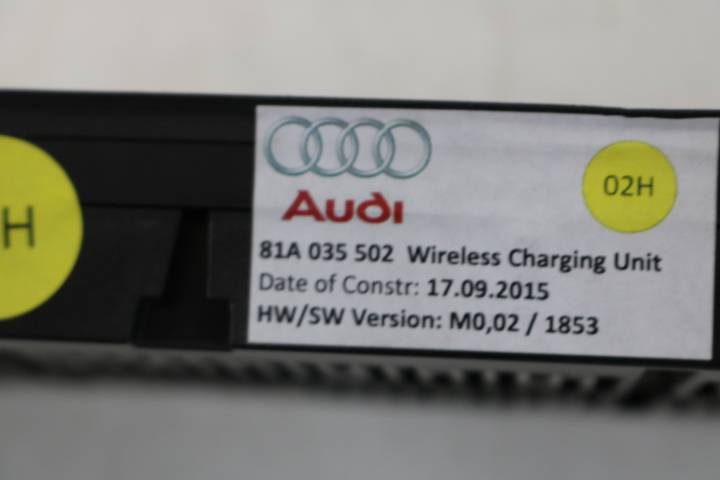 H
Audi
02H
81A 035 502 Wireless Charging Unit
Date of Constr: 17.09.2015
HW/SW Version: M0,02 / 1853